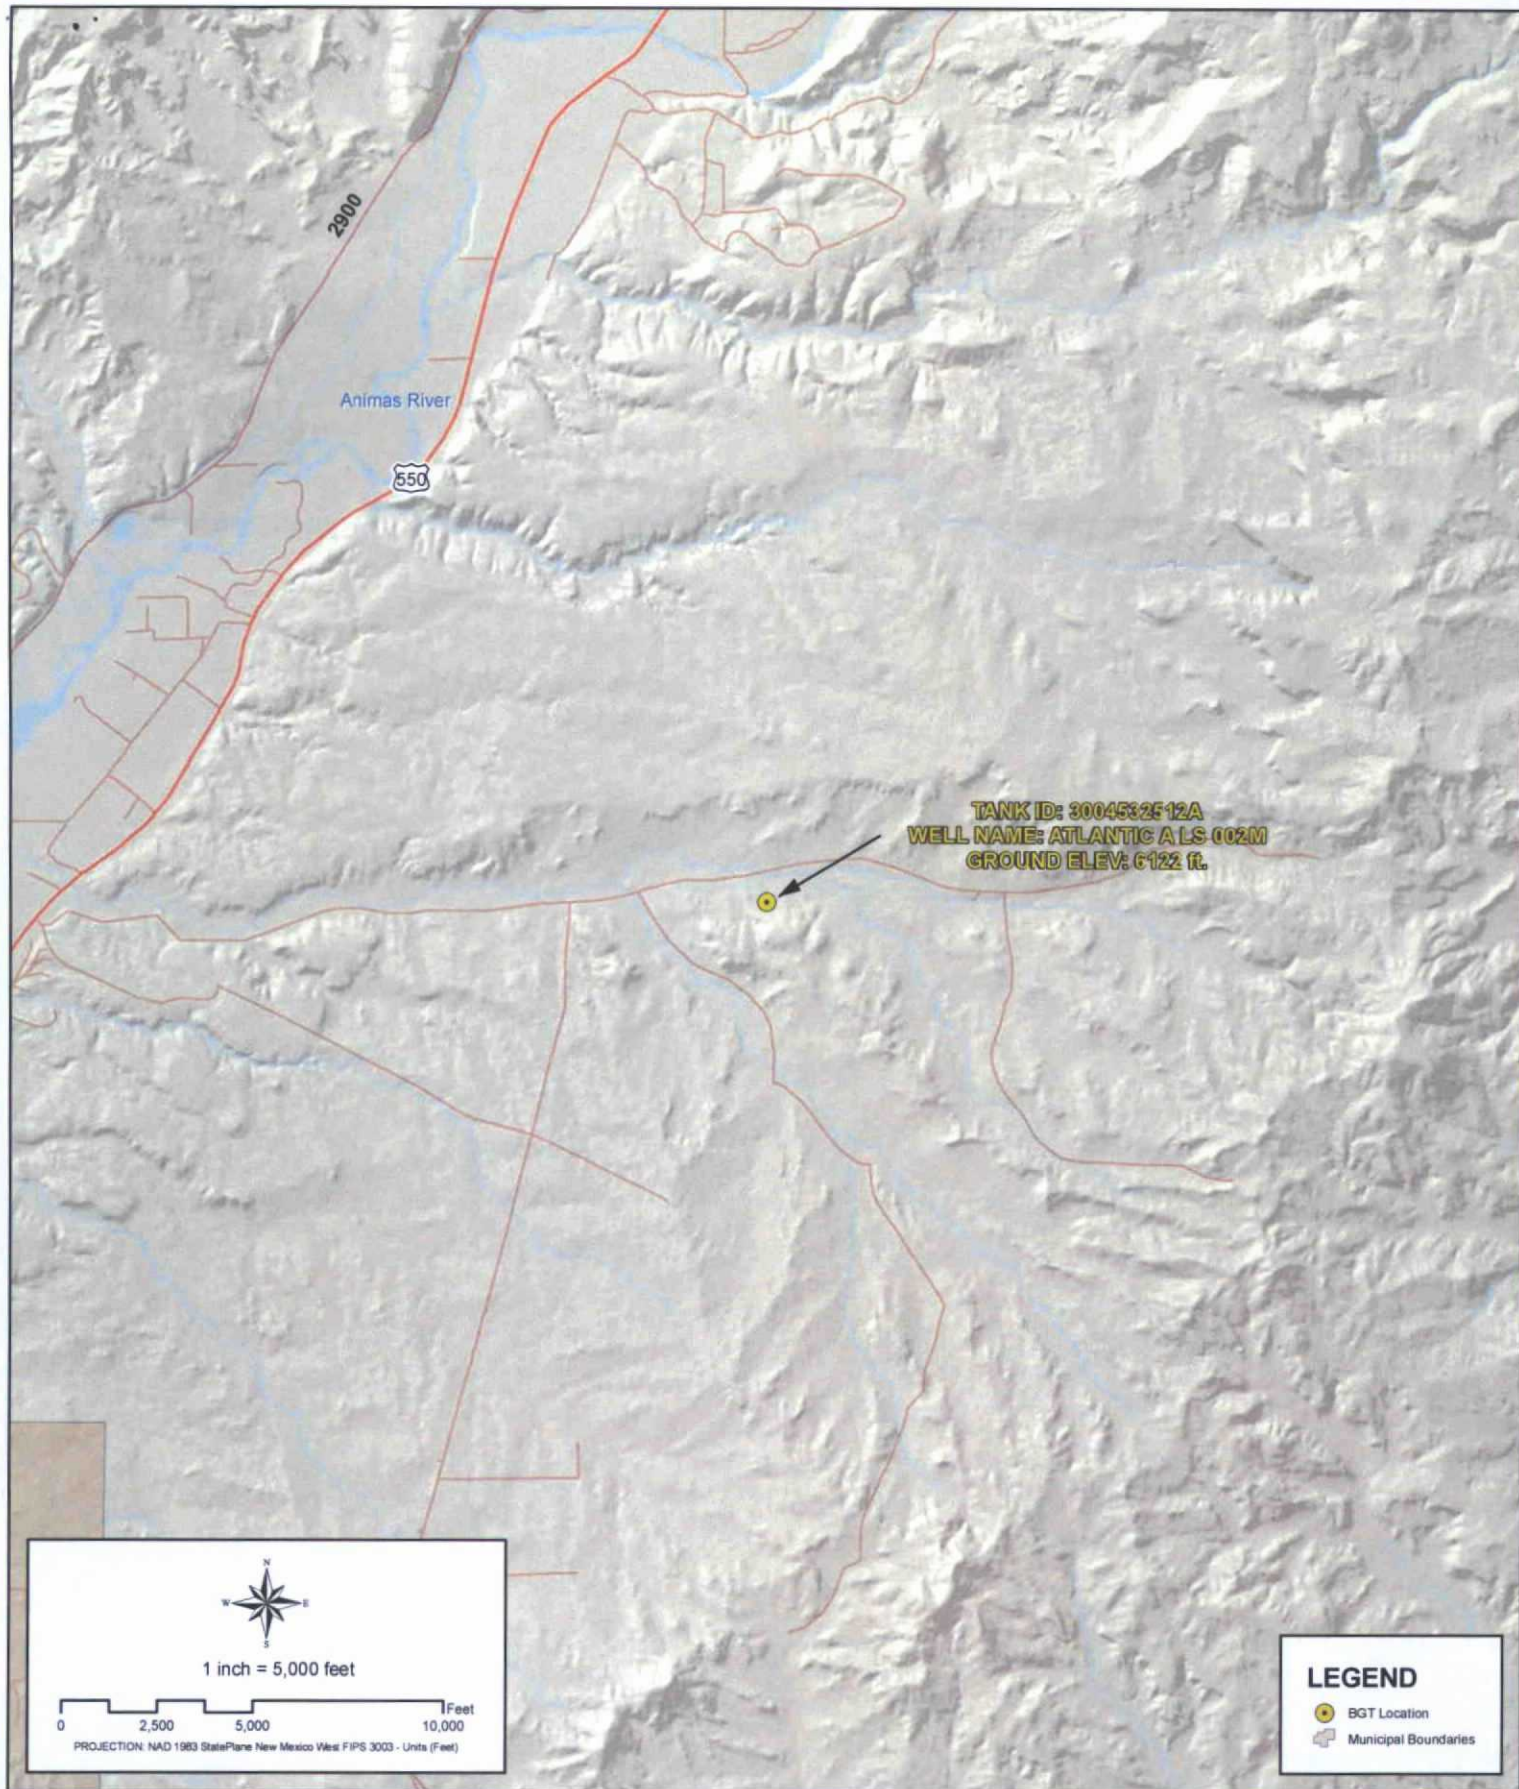 2900
Animas River
550
TANK ID: 3004532512A
WELL NAME: ATLANTIC A LS 002M
GROUND ELEV: 6122 ft.
N
W E
S
1 inch = 5,000 feet
Feet
0 2,500 5,000 10,000
PROJECTION: NAD 1983 StatePlane New Mexico West FIPS 3003 - Units (Feet)
LEGEND
BGT Location
Municipal Boundaries